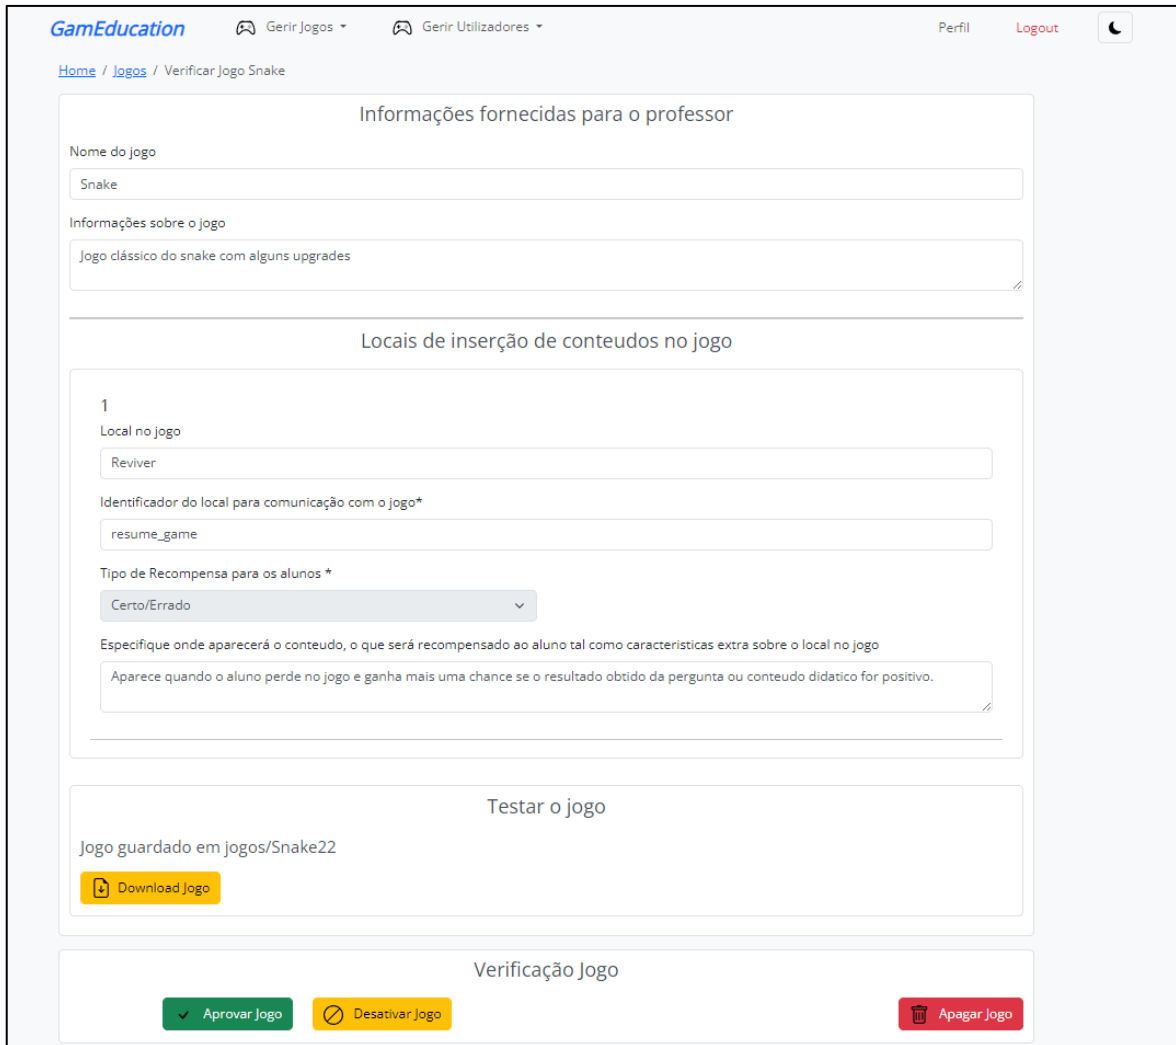 GamEducation Gerir Jogos Gerir Utilizadores Perfil Logout
Home / Jogos / Verificar Jogo Snake
Informações fornecidas para o professor
Nome do jogo
Snake
Informações sobre o jogo
Jogo clássico do snake com alguns upgrades
Locais de inserção de conteudos no jogo
1
Local no jogo
Reviver
Identificador do local para comunicação com o jogo*
resume_game
Tipo de Recompensa para os alunos *
Certo/Errado
Especifique onde aparecerá o conteudo, o que será recompensado ao aluno tal como caracteristicas extra sobre o local no jogo
Aparece quando o aluno perde no jogo e ganha mais uma chance se o resultado obtido da pergunta ou conteudo didatico for positivo.
Testar o jogo
Jogo guardado em jogos/Snake22
Download Jogo
Verificação Jogo
Aprovar Jogo Desativar Jogo Apagar Jogo